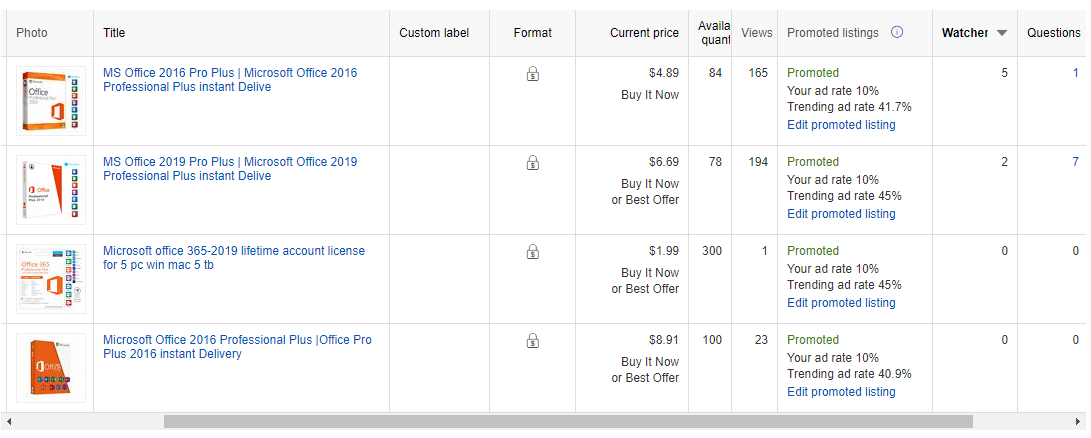 Photo Title Custom label Format Current price Availa quant Views Promoted listings Watcher Questions
MS Office 2016 Pro Plus | Microsoft Office 2016 Professional Plus instant Delive
$4.89
Buy It Now
84
165
Promoted
Your ad rate 10%
Trending ad rate 41.7%
Edit promoted listing
5
1
MS Office 2019 Pro Plus | Microsoft Office 2019 Professional Plus instant Delive
$6.69
Buy It Now
or Best Offer
78
194
Promoted
Your ad rate 10%
Trending ad rate 45%
Edit promoted listing
2
7
Microsoft office 365-2019 lifetime account license
for 5 pc win mac 5 tb
$1.99
Buy It Now
or Best Offer
300
1
Promoted
Your ad rate 10%
Trending ad rate 45%
Edit promoted listing
0
0
Microsoft Office 2016 Professional Plus |Office Pro
Plus 2016 instant Delivery
$8.91
Buy It Now
or Best Offer
100
23
Promoted
Your ad rate 10%
Trending ad rate 40.9%
Edit promoted listing
0
0